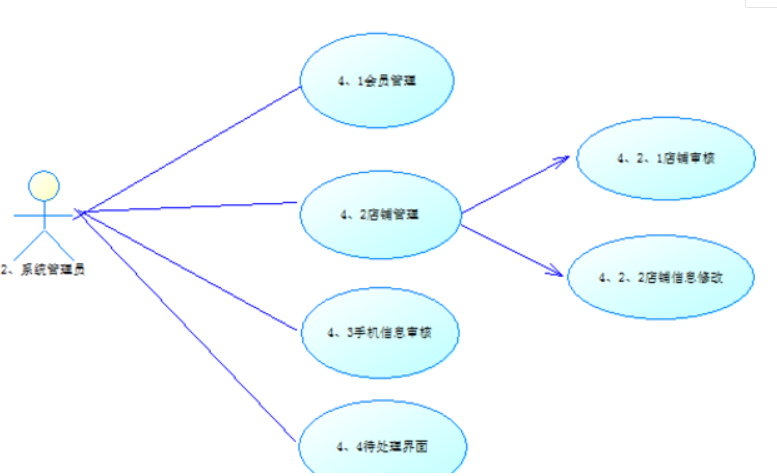 4、1会员管理
4、2、1店铺审核
4、2店铺管理
2、系统管理员
4、2、2店铺信息修改
4、3手机信息审核
4、4待处理界面